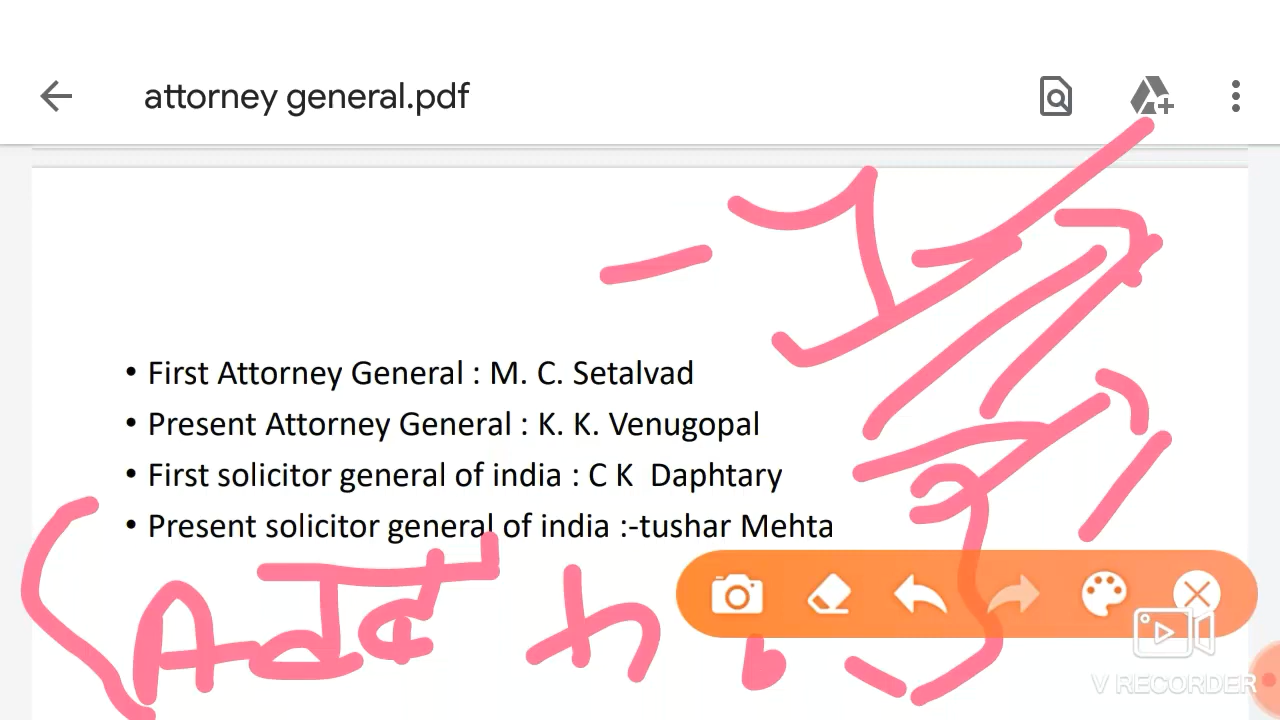 attorney general.pdf
• First Attorney General : M. C. Setalvad
• Present Attorney General : K. K. Venugopal
• First solicitor general of india : C K Daphtary
• Present solicitor general of india :-tushar Mehta
V RECORDER